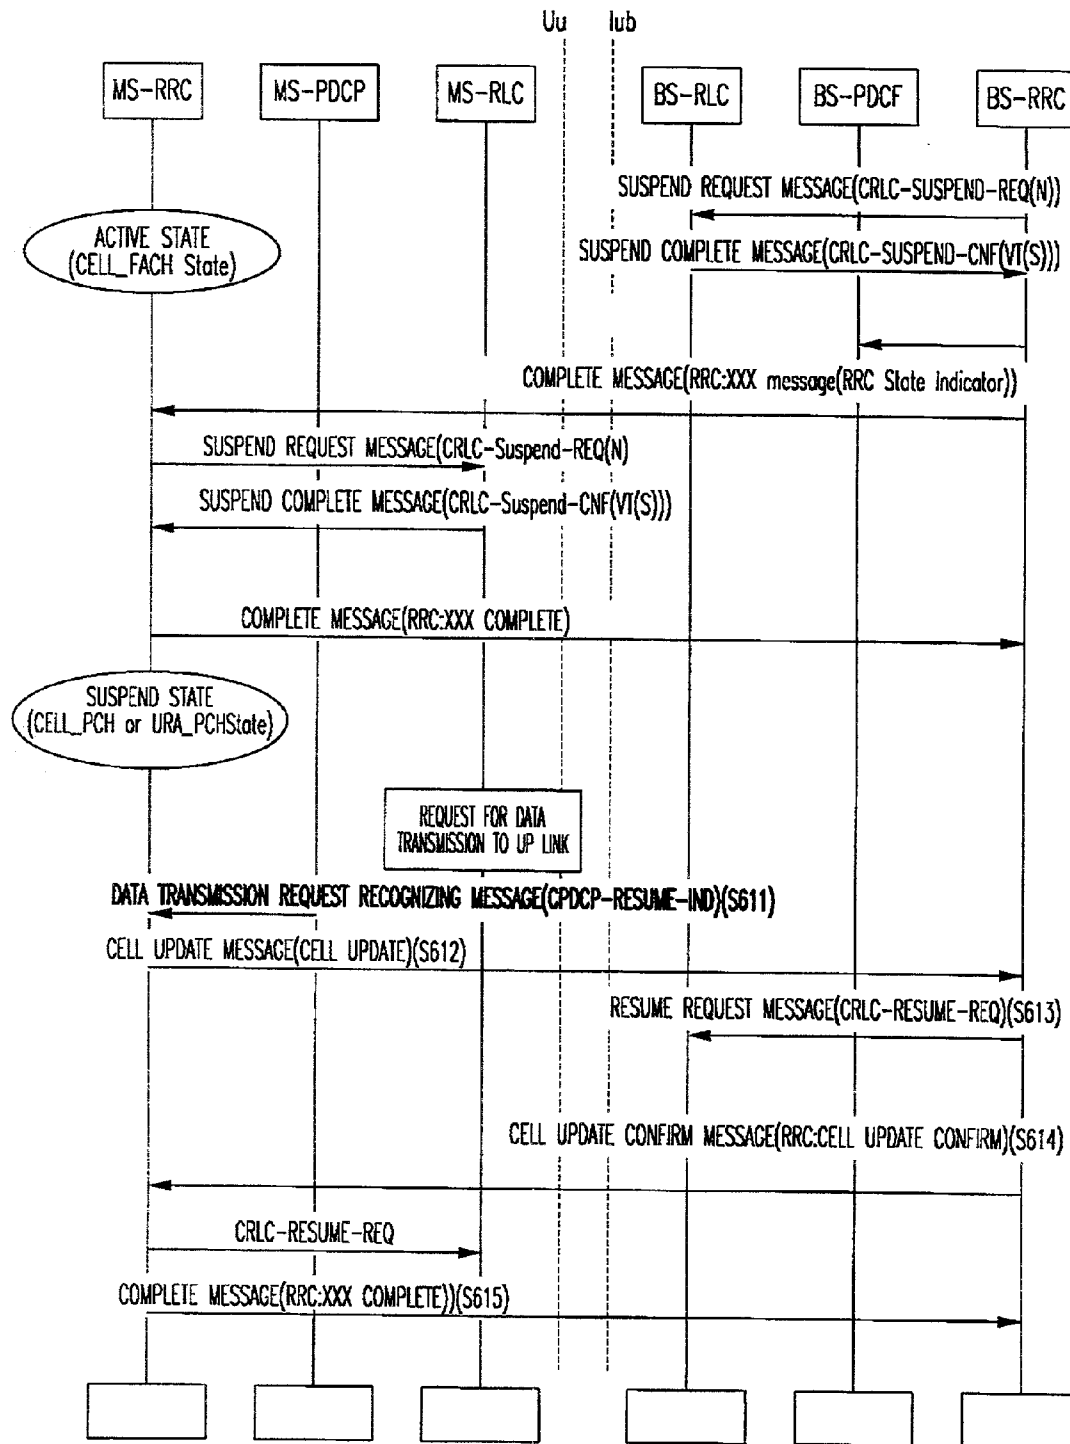 Uu Iub
MS-RRC MS-PDCP MS-RLC BS-RLC BS-PDCF BS-RRC
SUSPEND REQUEST MESSAGE(CRLC-SUSPEND-REQ(N))
ACTIVE STATE
(CELL_FACH State)
SUSPEND COMPLETE MESSAGE(CRLC-SUSPEND-CNF(VT(S)))
COMPLETE MESSAGE(RRC:XXX message(RRC State Indicator))
SUSPEND REQUEST MESSAGE(CRLC-Suspend-REQ(N)
SUSPEND COMPLETE MESSAGE(CRLC-Suspend-CNF(VT(S)))
COMPLETE MESSAGE(RRC:XXX COMPLETE)
SUSPEND STATE
(CELL_PCH or URA_PCHState)
REQUEST FOR DATA
TRANSMISSION TO UP LINK
DATA TRANSMISSION REQUEST RECOGNIZING MESSAGE(CPDCP-RESUME-IND)(S611)
CELL UPDATE MESSAGE(CELL UPDATE)(S612)
RESUME REQUEST MESSAGE(CRLC-RESUME-REQ)(S613)
CELL UPDATE CONFIRM MESSAGE(RRC:CELL UPDATE CONFIRM)(S614)
CRLC-RESUME-REQ
COMPLETE MESSAGE(RRC:XXX COMPLETE))(S615)